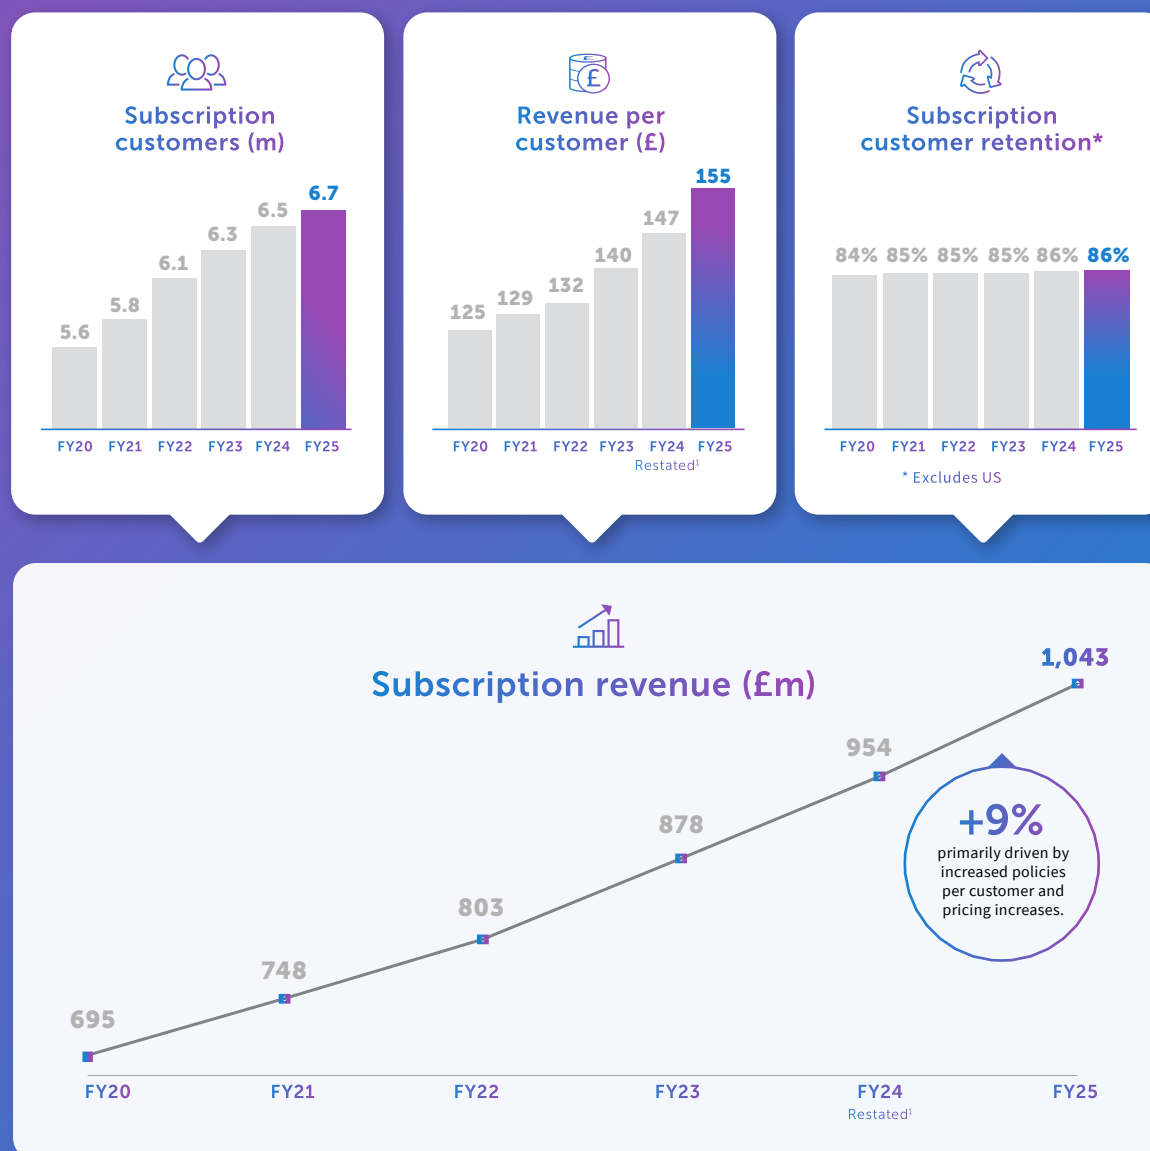 Subscription
customers (m)
5.6
5.8
6.1
6.3
6.5
6.7
FY20 FY21 FY22 FY23 FY24 FY25
£
Revenue per
customer (£)
125
129
132
140
147
155
FY20 FY21 FY22 FY23 FY24 FY25
Restated¹
Subscription
customer retention*
84% 85% 85% 85% 86% 86%
FY20 FY21 FY22 FY23 FY24 FY25
* Excludes US
Subscription revenue (£m)
695
748
803
878
954
1,043
+9%
primarily driven by
increased policies
per customer and
pricing increases.
FY20 FY21 FY22 FY23 FY24 FY25
Restated¹